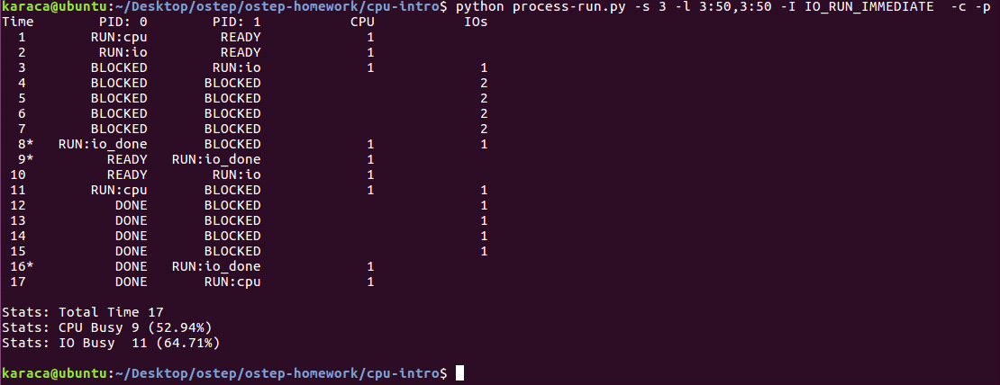 karaca@ubuntu:~/Desktop/ostep/ostep-homework/cpu-intro$ python process-run.py -s 3 -l 3:50,3:50 -I IO_RUN_IMMEDIATE  -c -p
Time        PID: 0        PID: 1           CPU           IOs
  1        RUN:cpu         READY             1
  2         RUN:io         READY             1
  3        BLOCKED        RUN:io             1             1
  4        BLOCKED       BLOCKED                           2
  5        BLOCKED       BLOCKED                           2
  6        BLOCKED       BLOCKED                           2
  7        BLOCKED       BLOCKED                           2
  8*   RUN:io_done       BLOCKED             1             1
  9*         READY   RUN:io_done             1
 10          READY        RUN:io             1
 11        RUN:cpu       BLOCKED             1             1
 12           DONE       BLOCKED                           1
 13           DONE       BLOCKED                           1
 14           DONE       BLOCKED                           1
 15           DONE       BLOCKED                           1
 16*          DONE   RUN:io_done             1
 17           DONE       RUN:cpu             1
Stats: Total Time 17
Stats: CPU Busy 9 (52.94%)
Stats: IO Busy  11 (64.71%)
karaca@ubuntu:~/Desktop/ostep/ostep-homework/cpu-intro$